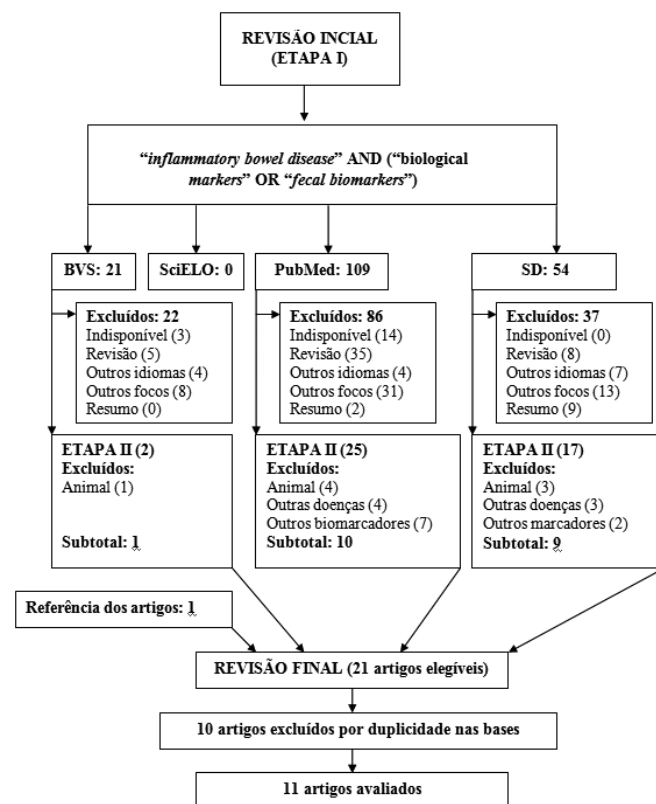 REVISÃO INCIAL
(ETAPA I)
“inflammatory bowel disease” AND (“biological
markers” OR “fecal biomarkers”)
BVS: 21
SciELO: 0
PubMed: 109
SD: 54
Excluídos: 22
Indisponível (3)
Revisão (5)
Outros idiomas (4)
Outros focos (8)
Resumo (0)
Excluídos: 86
Indisponível (14)
Revisão (35)
Outros idiomas (4)
Outros focos (31)
Resumo (2)
Excluídos: 37
Indisponível (0)
Revisão (8)
Outros idiomas (7)
Outros focos (13)
Resumo (9)
ETAPA II (2)
Excluídos:
Animal (1)
Subtotal: 1
ETAPA II (25)
Excluídos:
Animal (4)
Outras doenças (4)
Outros biomarcadores (7)
Subtotal: 10
ETAPA II (17)
Excluídos:
Animal (3)
Outras doenças (3)
Outros marcadores (2)
Subtotal: 9
Referência dos artigos: 1
REVISÃO FINAL (21 artigos elegíveis)
10 artigos excluídos por duplicidade nas bases
11 artigos avaliados